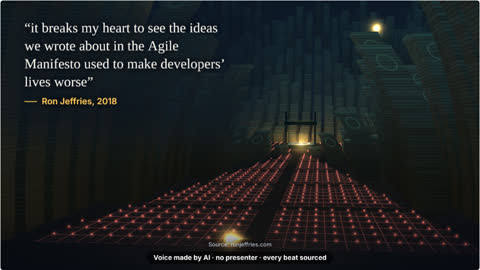 “it breaks my heart to see the ideas
we wrote about in the Agile
Manifesto used to make developers’
lives worse”
— Ron Jeffries, 2018
Source: ronjeffries.com
Voice made by AI · no presenter · every beat sourced